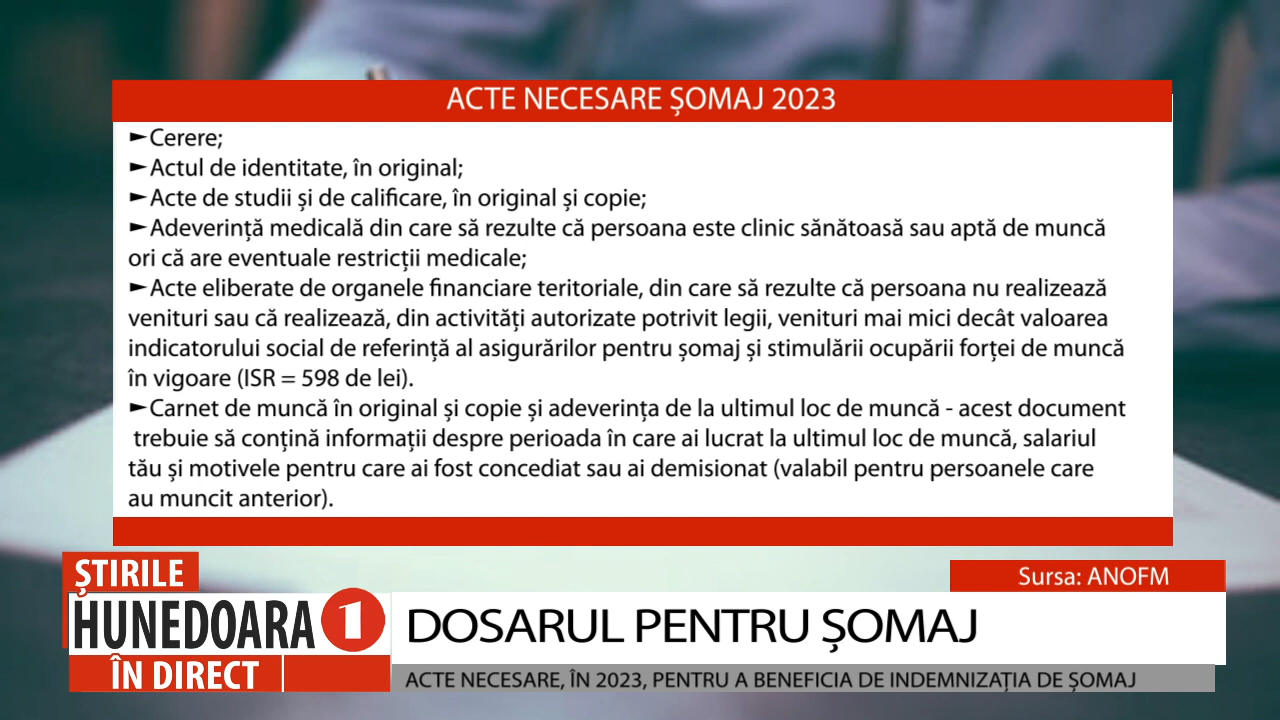 ACTE NECESARE ȘOMAJ 2023
►Cerere;
►Actul de identitate, în original;
►Acte de studii și de calificare, în original și copie;
►Adeverință medicală din care să rezulte că persoana este clinic sănătoasă sau aptă de muncă
ori că are eventuale restricții medicale;
►Acte eliberate de organele financiare teritoriale, din care să rezulte că persoana nu realizează
venituri sau că realizează, din activități autorizate potrivit legii, venituri mai mici decât valoarea
indicatorului social de referință al asigurărilor pentru șomaj și stimulării ocupării forței de muncă
în vigoare (ISR = 598 de lei).
►Carnet de muncă în original și copie și adeverința de la ultimul loc de muncă - acest document
trebuie să conțină informații despre perioada în care ai lucrat la ultimul loc de muncă, salariul
tău și motivele pentru care ai fost concediat sau ai demisionat (valabil pentru persoanele care
au muncit anterior).
Sursa: ANOFM
ȘTIRILE
HUNEDOARA 1
ÎN DIRECT
DOSARUL PENTRU ȘOMAJ
ACTE NECESARE, ÎN 2023, PENTRU A BENEFICIA DE INDEMNIZAȚIA DE ȘOMAJ